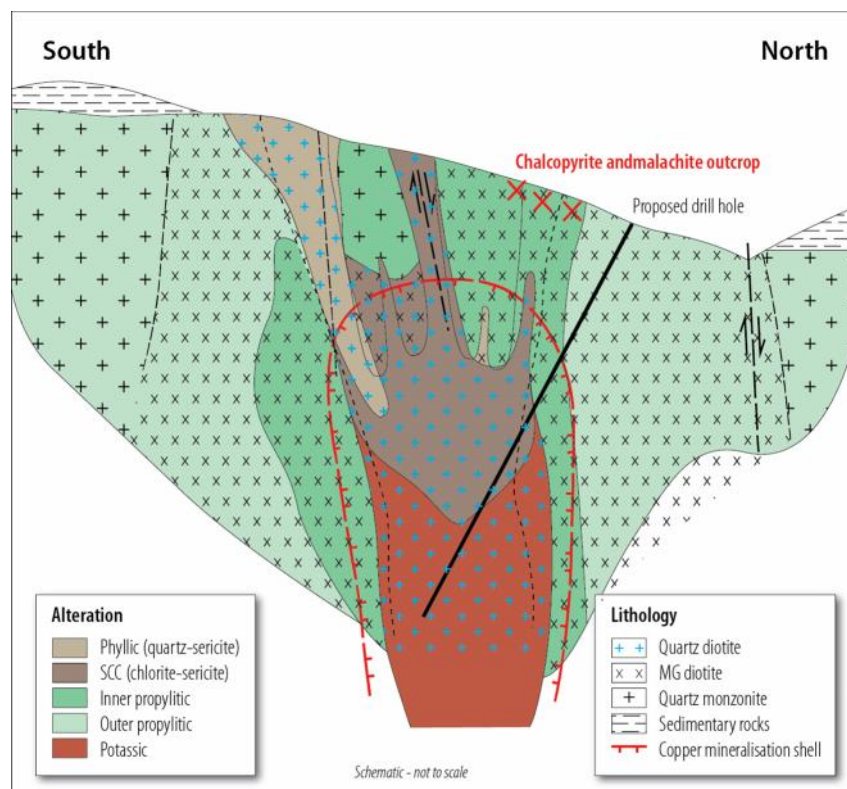 South
North
Chalcopyrite andmalachite outcrop
Proposed drill hole
Alteration
Phyllic (quartz-sericite)
SCC (chlorite-sericite)
Inner propylitic
Outer propylitic
Potassic
Schematic - not to scale
Lithology
Quartz diotite
MG diotite
Quartz monzonite
Sedimentary rocks
Copper mineralisation shell